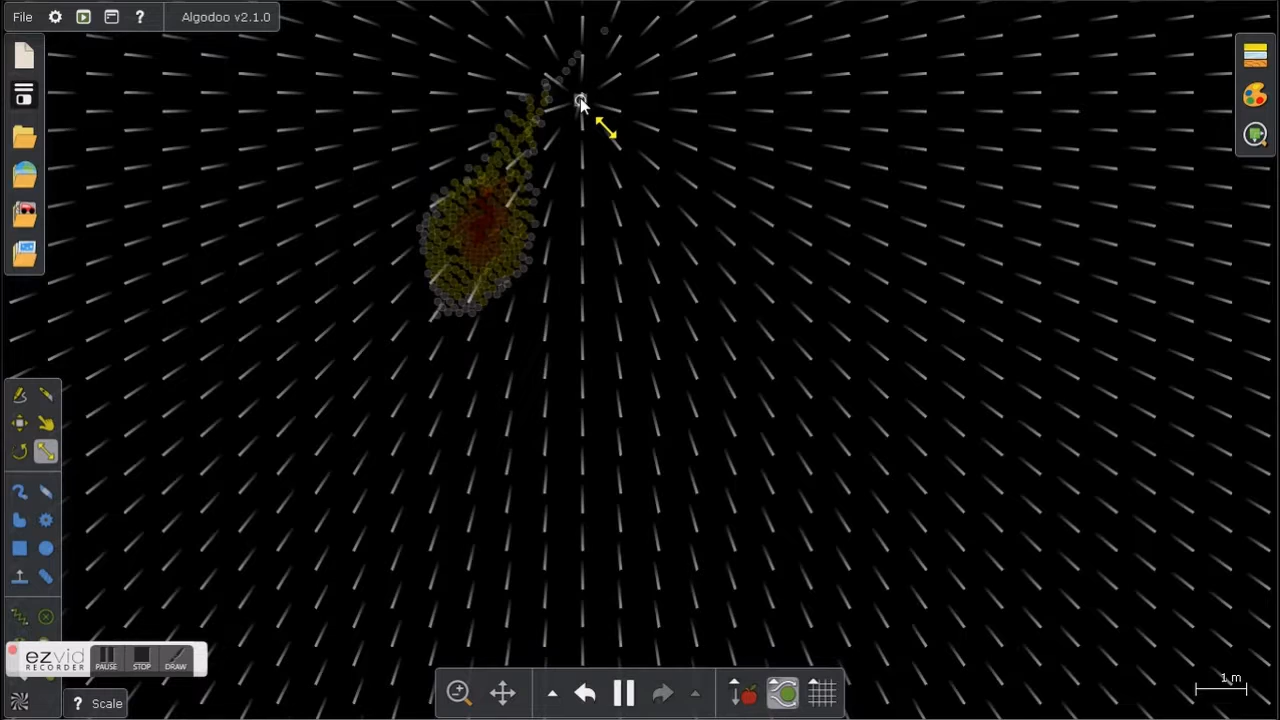 File ? Algodoo v2.1.0
ezvid
RECORDER
PAUSE STOP DRAW
? Scale
1 m